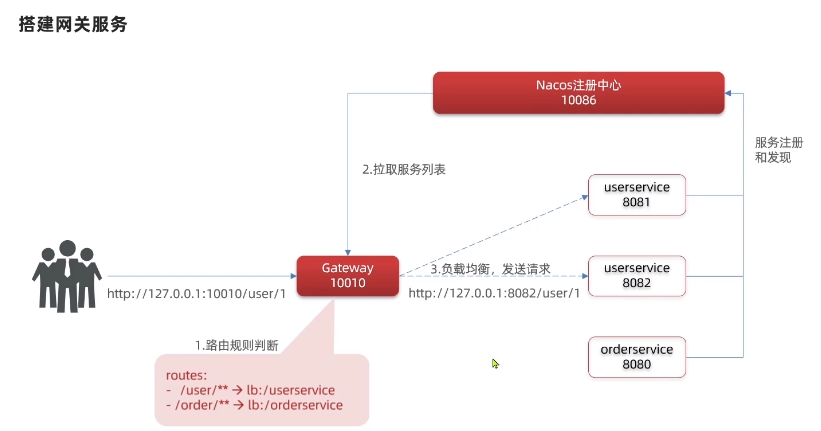 搭建网关服务
Nacos注册中心
10086
服务注册
和发现
2.拉取服务列表
userservice
8081
Gateway
10010
3.负载均衡，发送请求
userservice
8082
http://127.0.0.1:10010/user/1
http://127.0.0.1:8082/user/1
1.路由规则判断
orderservice
8080
routes:
- /user/** → lb:/userservice
- /order/** → lb:/orderservice